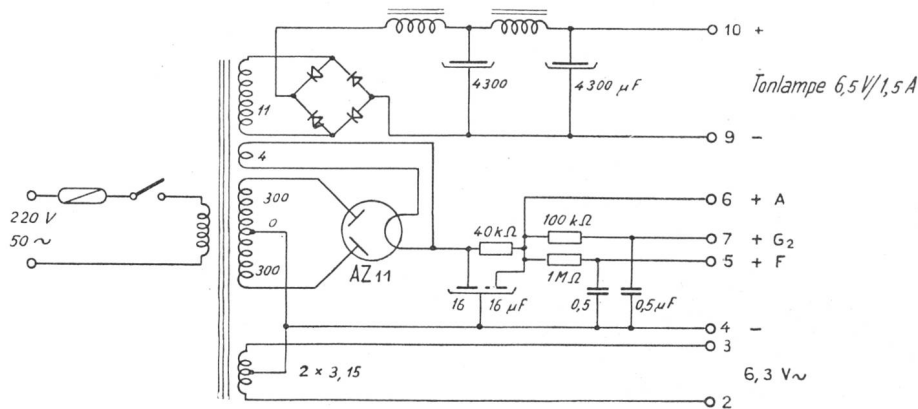 10 +
4300
4300 µF
Tonlampe 6,5 V/1,5 A
11
9 -
4
220 V
50 ~
300
0
300
AZ 11
6 + A
40 kΩ
100 kΩ
7 + G2
5 + F
1 MΩ
16
16 µF
0,5
0,5 µF
4 -
3
2 × 3,15
6,3 V~
2